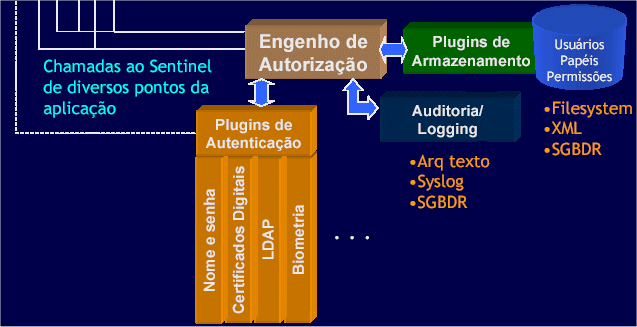 Engenho de
Autorização
Plugins de
Armazenamento
Usuários
Papéis
Permissões
Chamadas ao Sentinel
de diversos pontos da
aplicação
Auditoria/
Logging
•Filesystem
•XML
•SGBDR
Plugins de
Autenticação
•Arq texto
•Syslog
•SGBDR
Nome e senha
Certificados Digitais
LDAP
Biometria
. . .